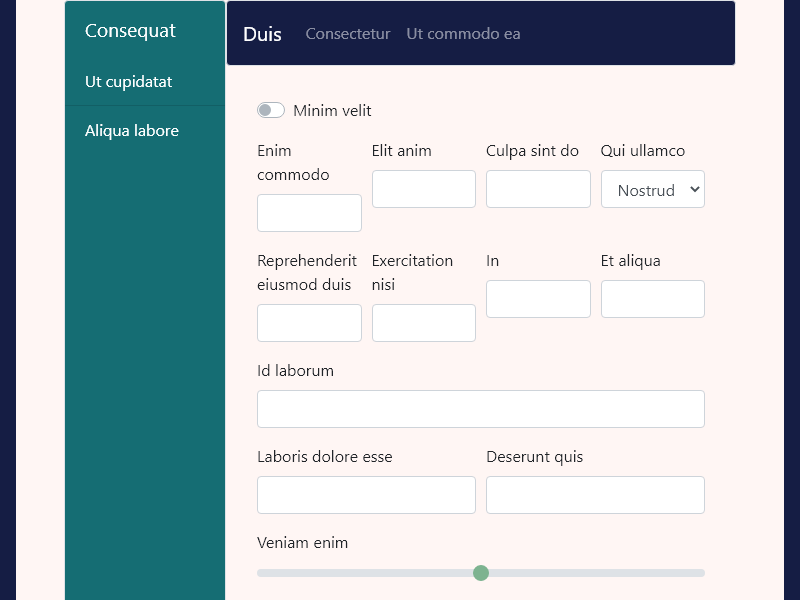 Consequat
Ut cupidatat
Aliqua labore
Duis Consectetur Ut commodo ea
Minim velit
Enim commodo
Elit anim
Culpa sint do
Qui ullamco
Nostrud
Reprehenderit
eiusmod duis
Exercitation
nisi
In
Et aliqua
Id laborum
Laboris dolore esse
Deserunt quis
Veniam enim